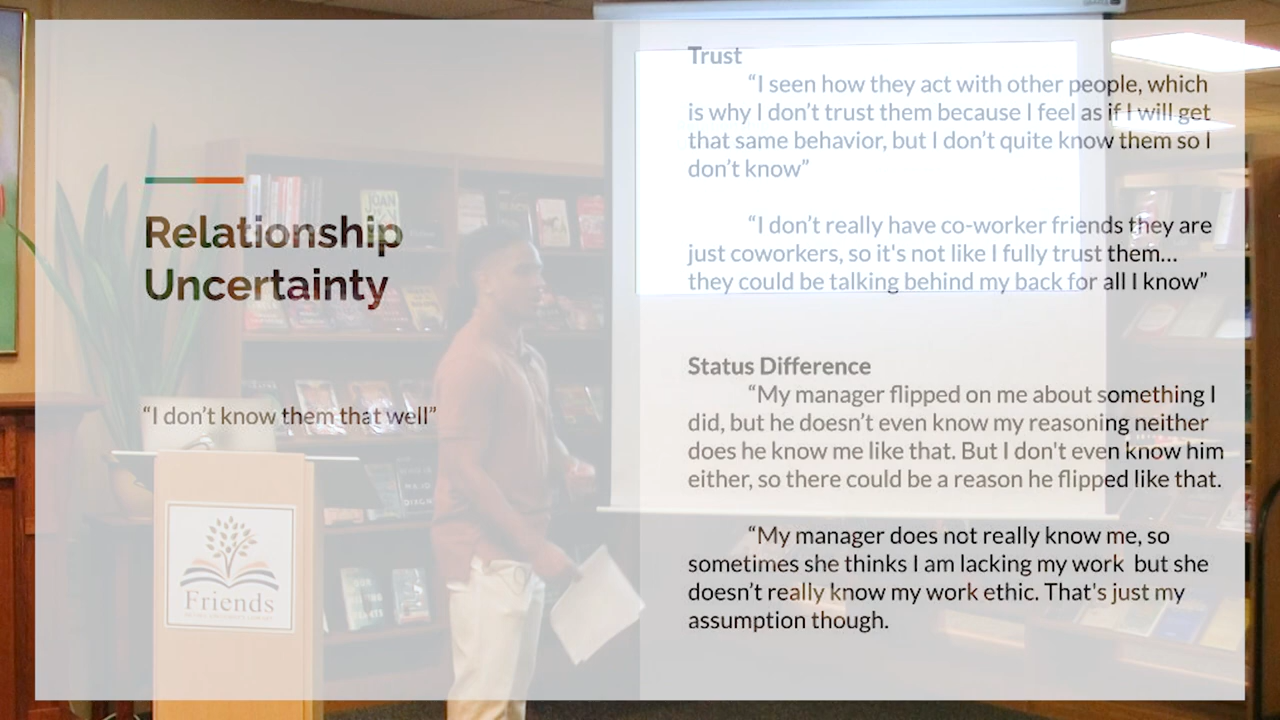 Relationship
Uncertainty
“I don’t know them that well”
Trust
“I seen how they act with other people, which
is why I don’t trust them because I feel as if I will get
that same behavior, but I don’t quite know them so I
don’t know”
“I don’t really have co-worker friends they are
just coworkers, so it's not like I fully trust them...
they could be talking behind my back for all I know”
Status Difference
“My manager flipped on me about something I
did, but he doesn’t even know my reasoning neither
does he know me like that. But I don't even know him
either, so there could be a reason he flipped like that.
“My manager does not really know me, so
sometimes she thinks I am lacking my work  but she
doesn’t really know my work ethic. That's just my
assumption though.
Friends